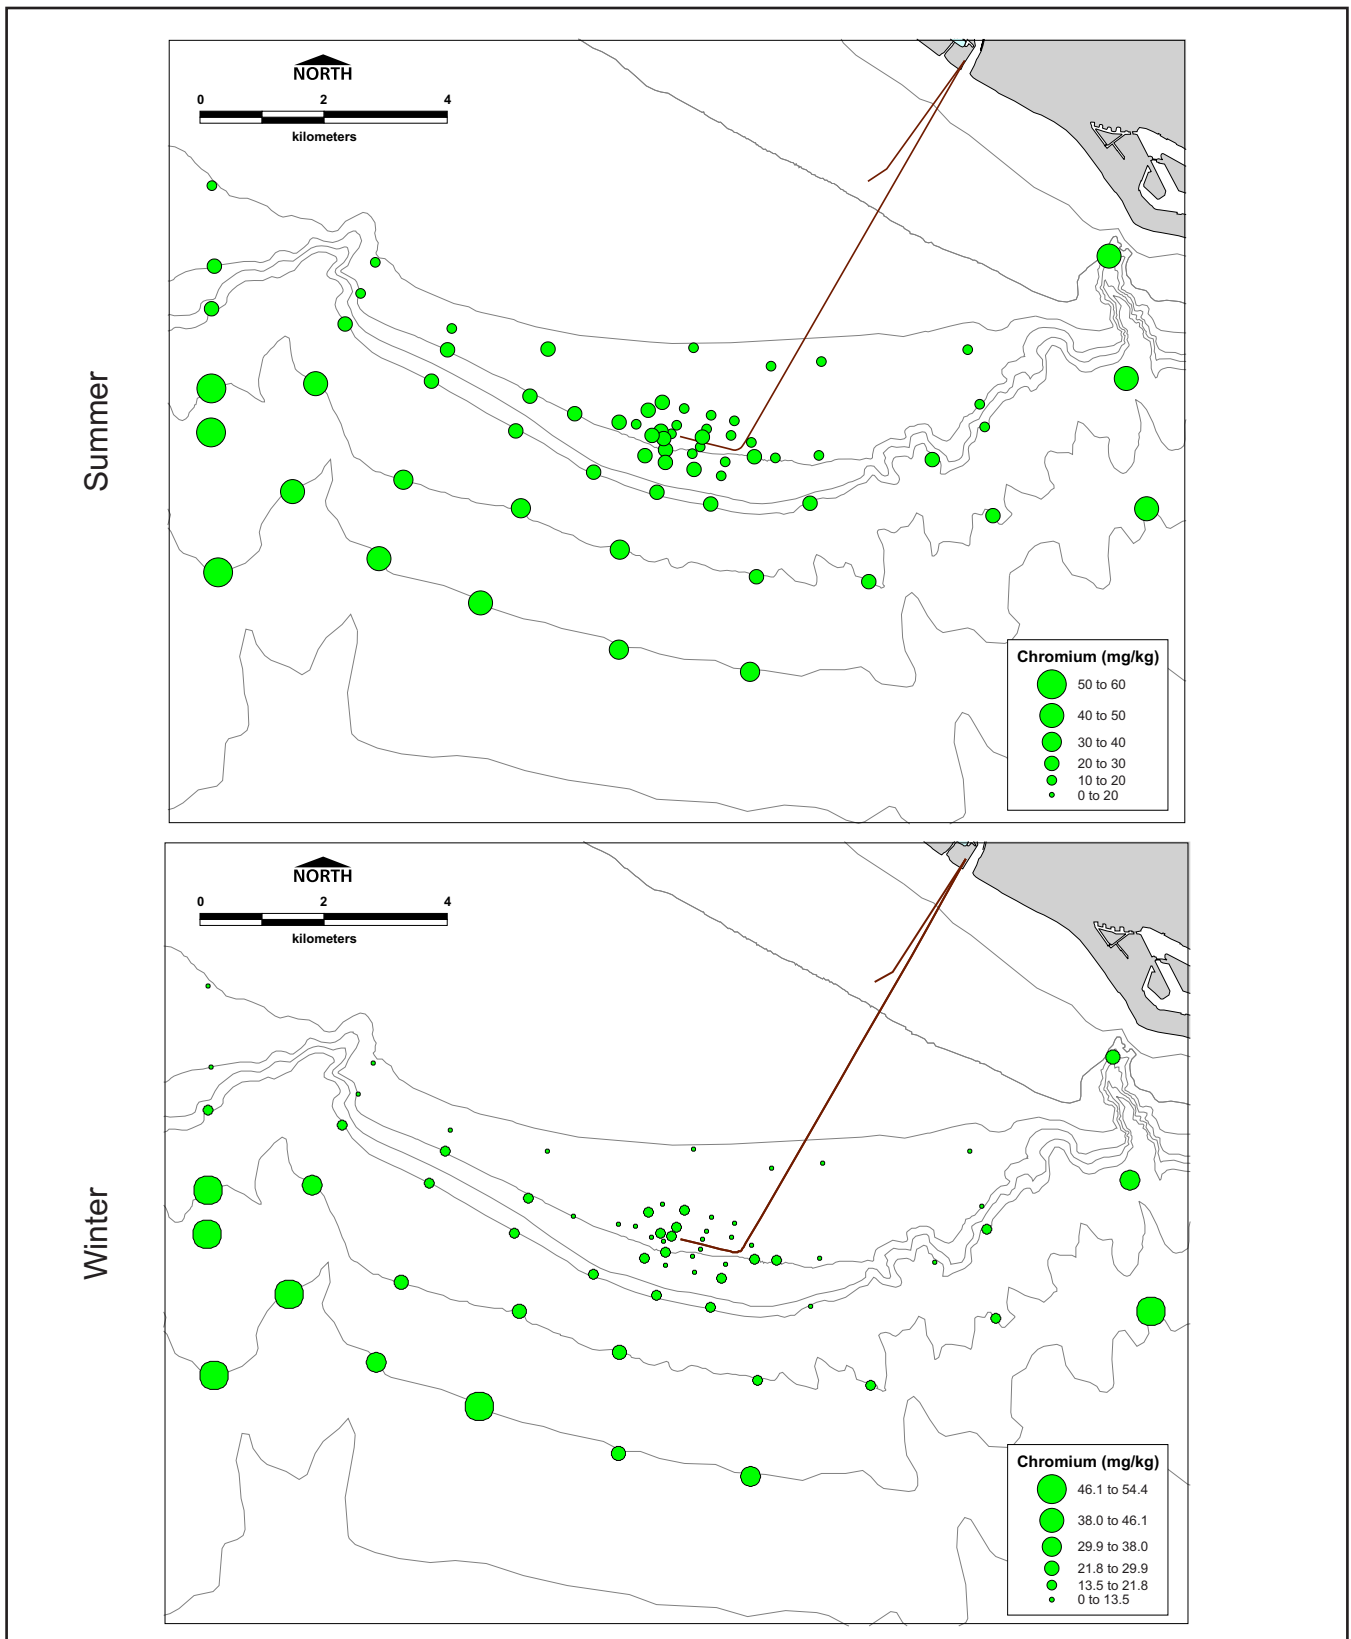 Summer
NORTH
0 2 4
kilometers
Chromium (mg/kg)
50 to 60
40 to 50
30 to 40
20 to 30
10 to 20
0 to 20
Winter
NORTH
0 2 4
kilometers
Chromium (mg/kg)
46.1 to 54.4
38.0 to 46.1
29.9 to 38.0
21.8 to 29.9
13.5 to 21.8
0 to 13.5